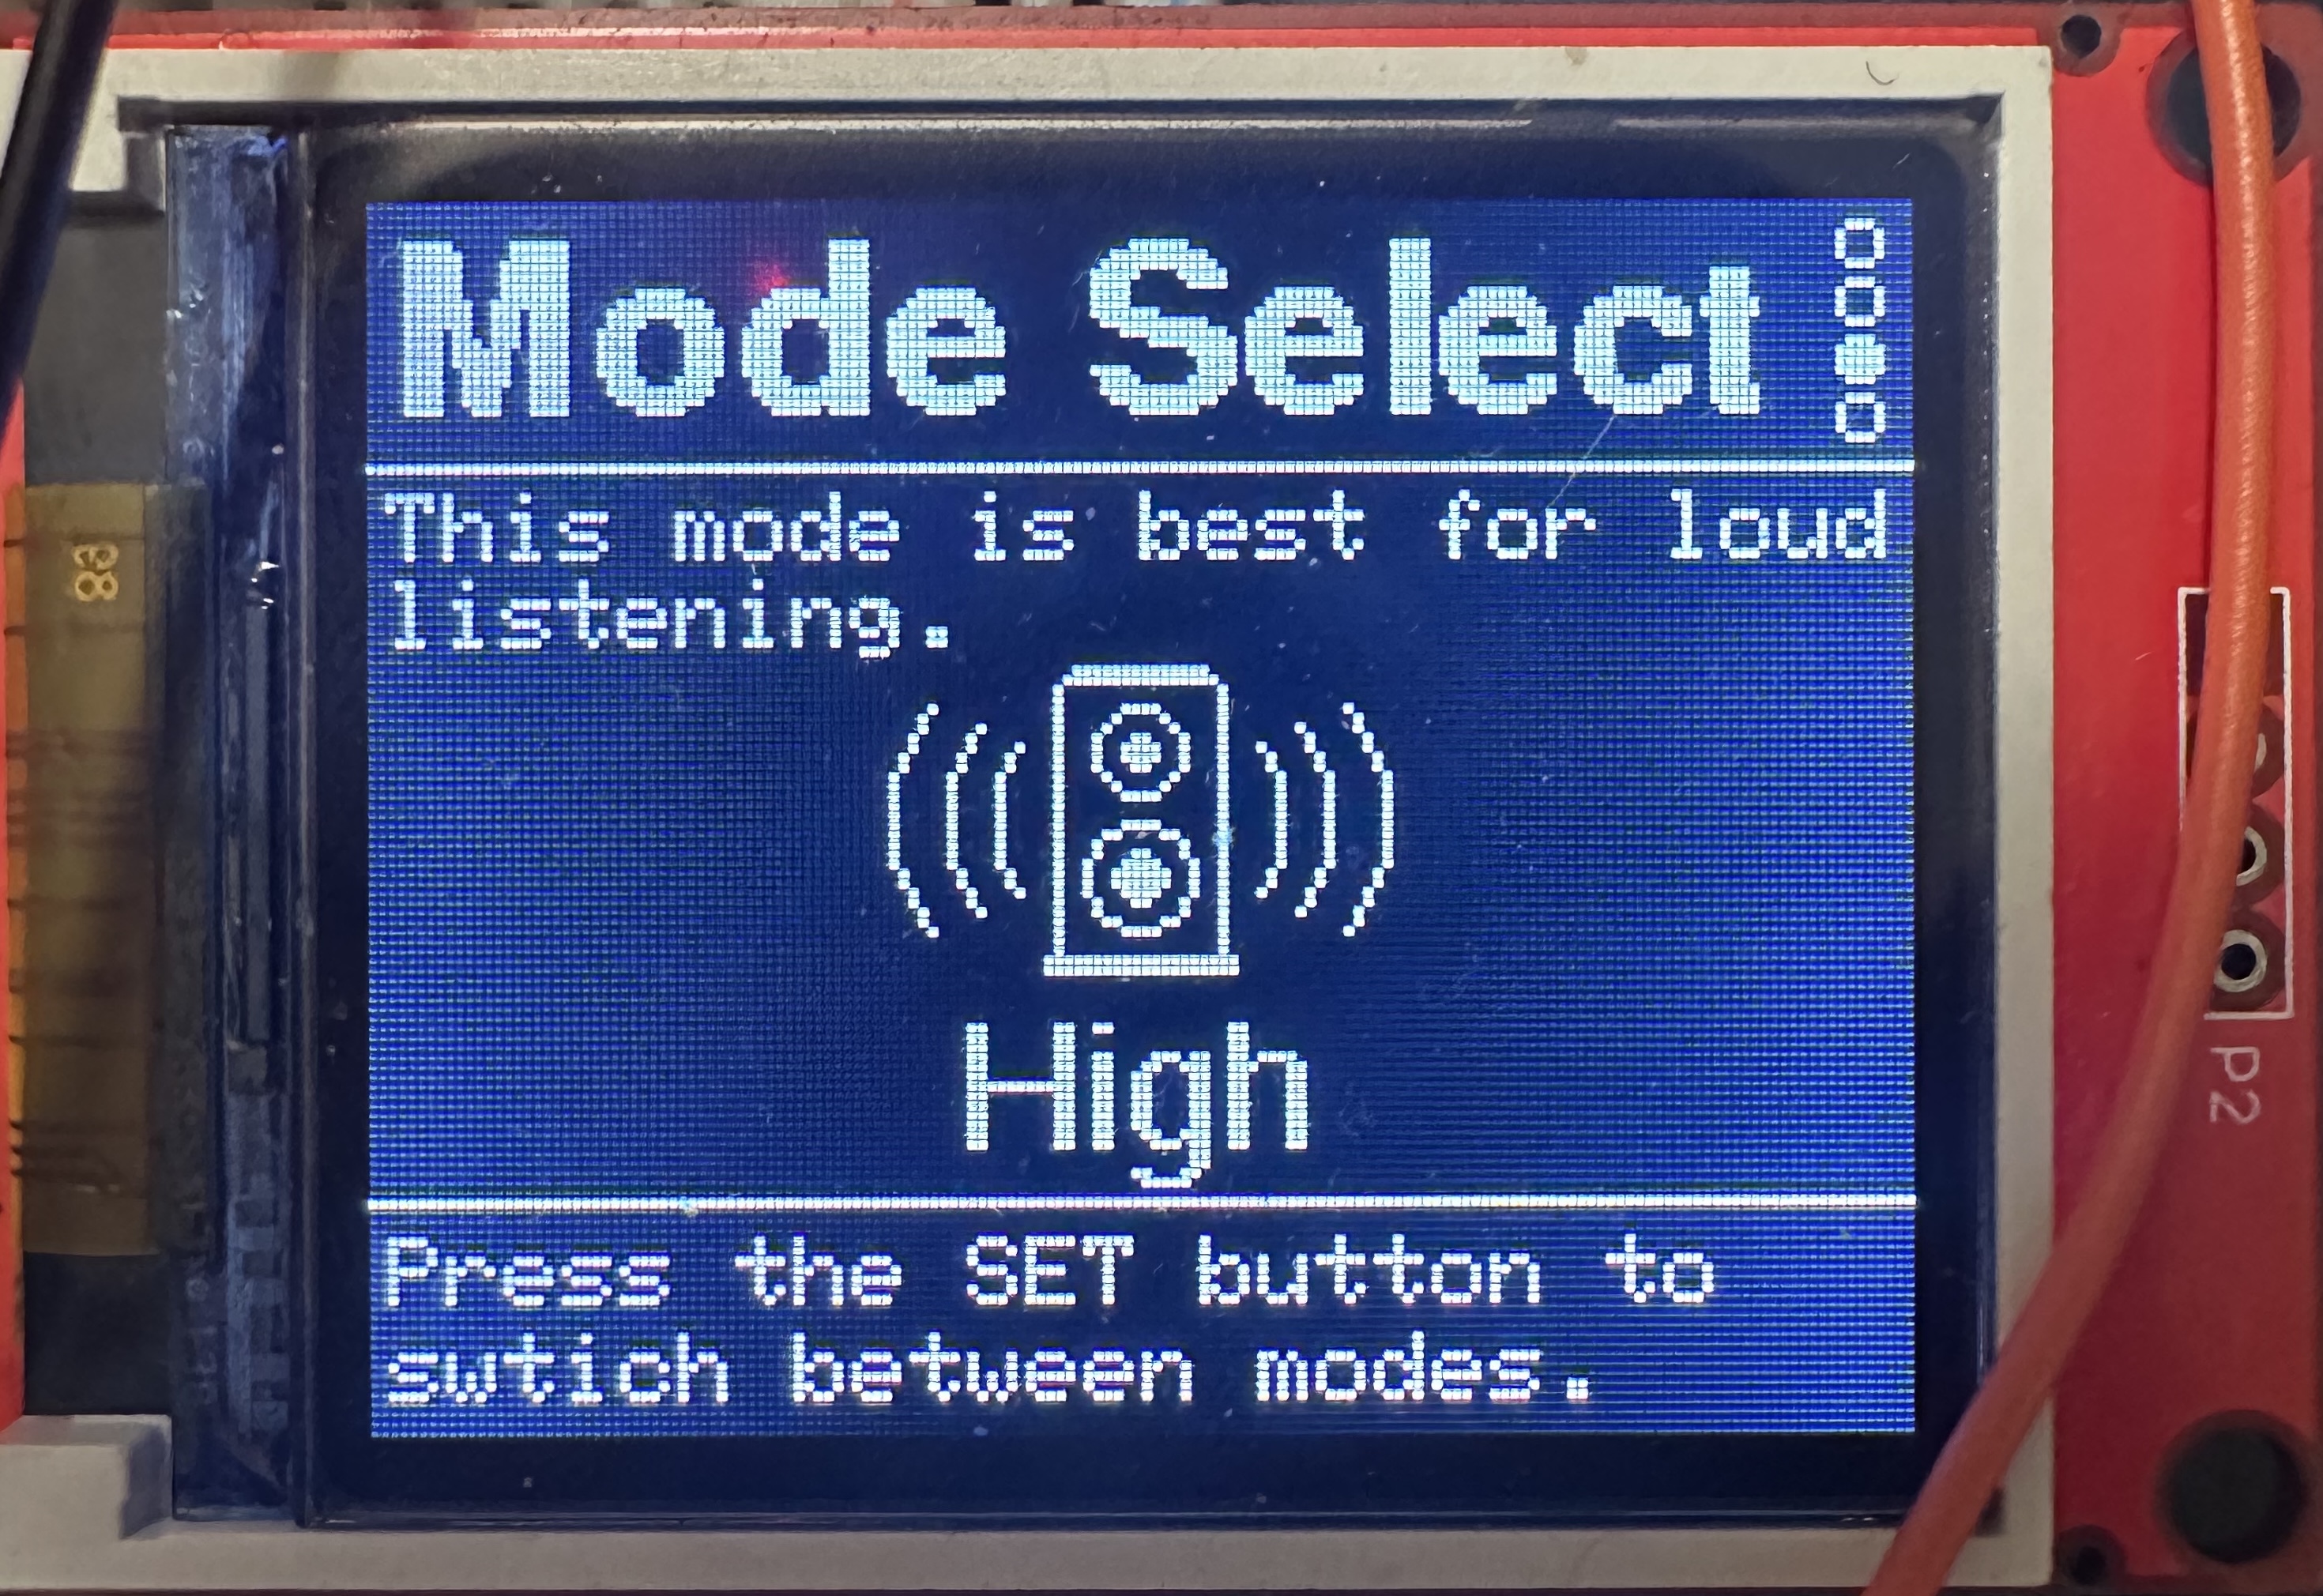 Mode Select
This mode is best for loud
listening.
High
Press the SET button to
swtich between modes.
P2